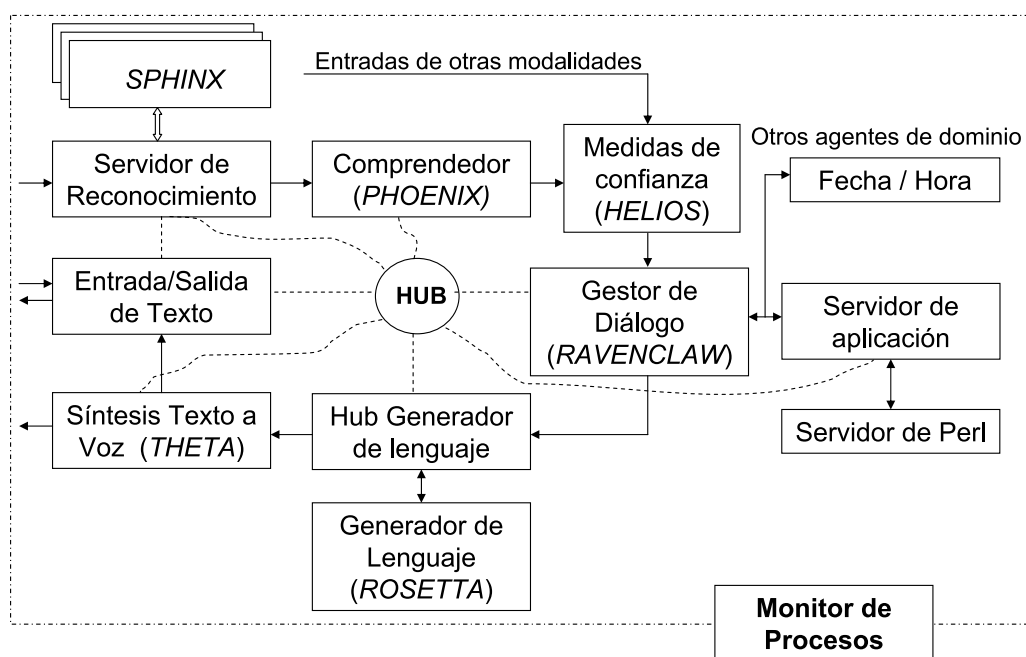 SPHINX
Entradas de otras modalidades
Servidor de
Reconocimiento
Comprendedor
(PHOENIX)
Medidas de
confianza
(HELIOS)
Otros agentes de dominio
Fecha / Hora
Entrada/Salida
de Texto
HUB
Gestor de
Diálogo
(RAVENCLAW)
Servidor de
aplicación
Síntesis Texto a
Voz (THETA)
Hub Generador
de lenguaje
Servidor de Perl
Generador de
Lenguaje
(ROSETTA)
Monitor de
Procesos